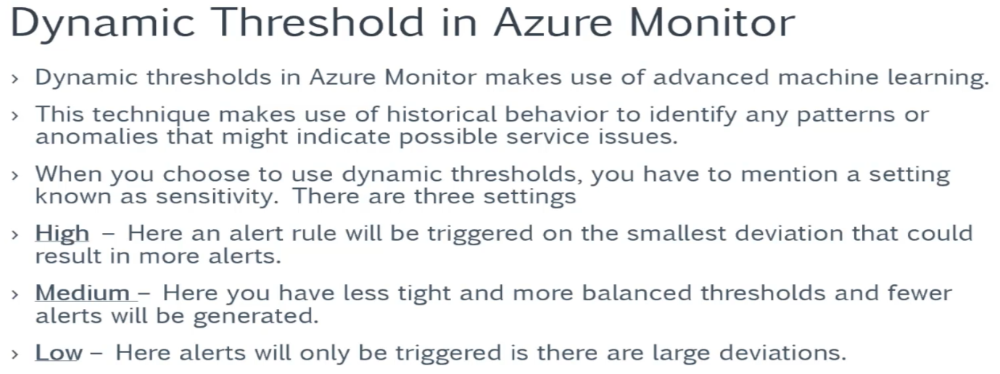 Dynamic Threshold in Azure Monitor
› Dynamic thresholds in Azure Monitor makes use of advanced machine learning.
› This technique makes use of historical behavior to identify any patterns or
anomalies that might indicate possible service issues.
› When you choose to use dynamic thresholds, you have to mention a setting
known as sensitivity. There are three settings
› High – Here an alert rule will be triggered on the smallest deviation that could
result in more alerts.
› Medium – Here you have less tight and more balanced thresholds and fewer
alerts will be generated.
› Low – Here alerts will only be triggered is there are large deviations.